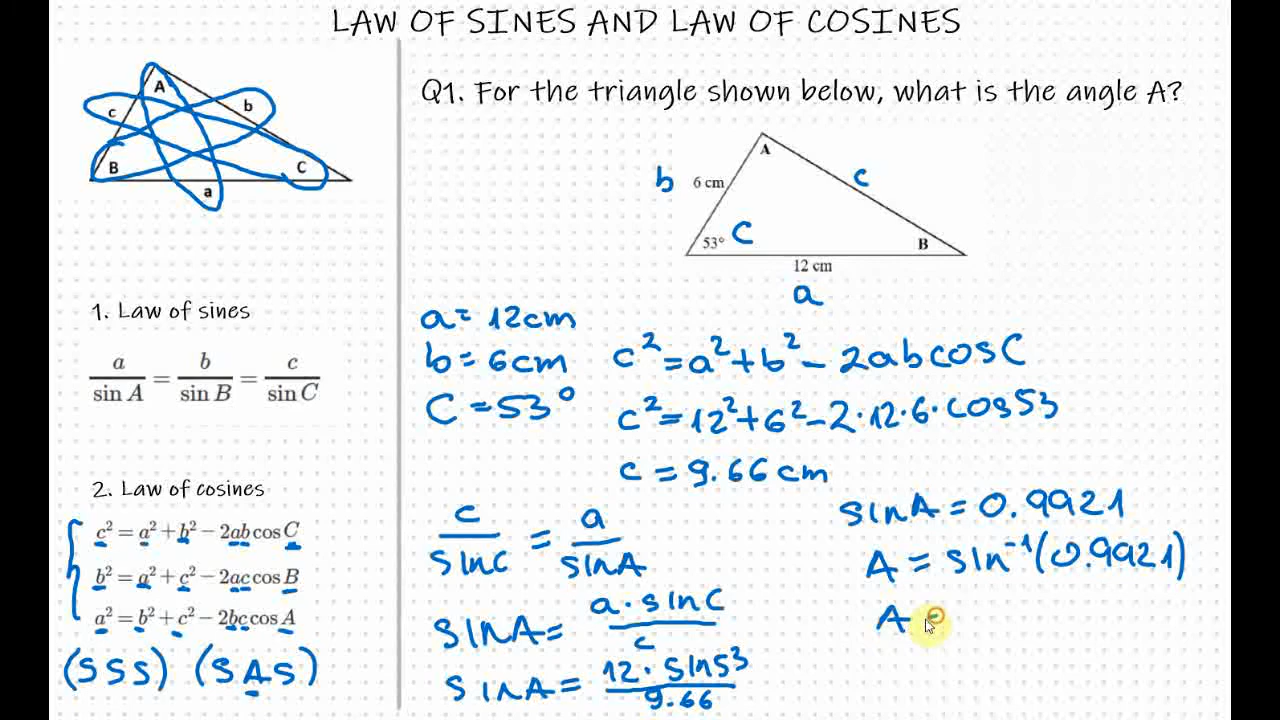 LAW OF SINES AND LAW OF COSINES
A
c
b
B
C
a
1. Law of sines
a/sin A = b/sin B = c/sin C
2. Law of cosines
c² = a² + b² − 2ab cos C
b² = a² + c² − 2ac cos B
a² = b² + c² − 2bc cos A
(SSS) (SAS)
Q1. For the triangle shown below, what is the angle A?
A
b 6 cm c
53° C B
12 cm
a
a = 12cm
b = 6cm
C = 53°
c² = a² + b² − 2abcosC
c² = 12² + 6² − 2·12·6·cos53
c = 9.66 cm
c/sinC = a/sinA
sinA = a·sinC/c
sinA = 12·sin53/9.66
sinA = 0.9921
A = sin⁻¹(0.9921)
A